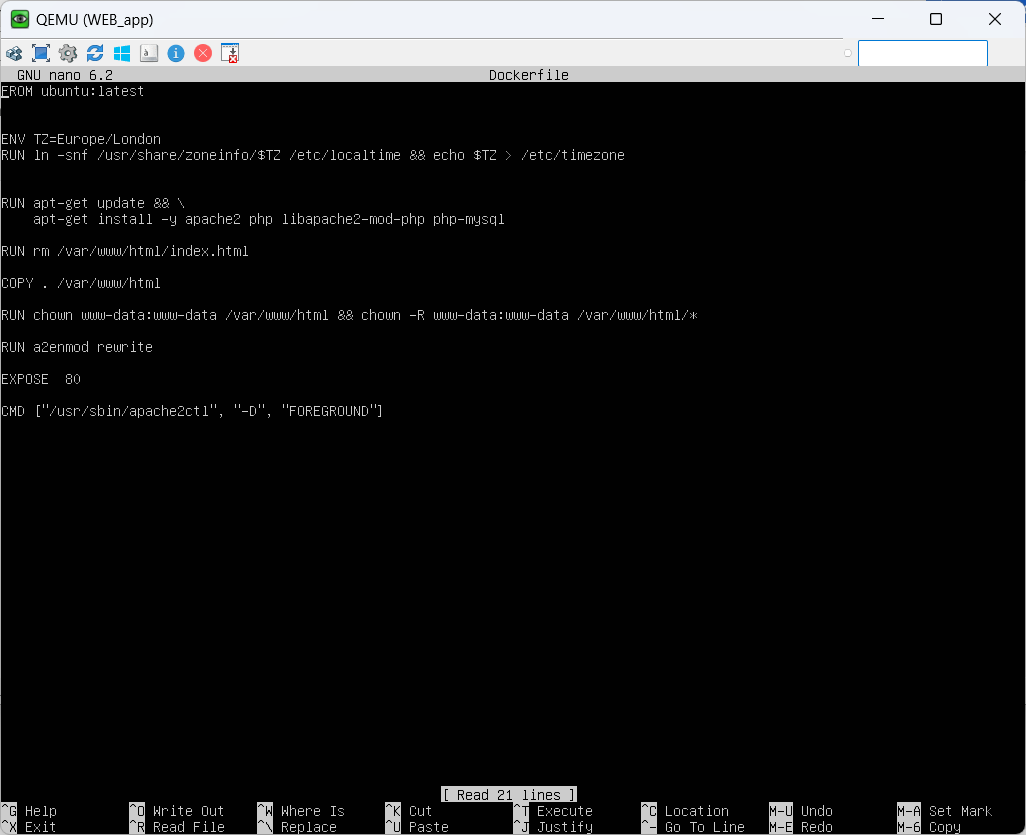 QEMU (WEB_app)
GNU nano 6.2 Dockerfile
FROM ubuntu:latest
ENV TZ=Europe/London
RUN ln -snf /usr/share/zoneinfo/$TZ /etc/localtime && echo $TZ > /etc/timezone
RUN apt-get update && \
apt-get install -y apache2 php libapache2-mod-php php-mysql
RUN rm /var/www/html/index.html
COPY . /var/www/html
RUN chown www-data:www-data /var/www/html && chown -R www-data:www-data /var/www/html/*
RUN a2enmod rewrite
EXPOSE  80
CMD ["/usr/sbin/apache2ctl", "-D", "FOREGROUND"]
[ Read 21 lines ]
^G Help ^O Write Out ^W Where Is ^K Cut ^T Execute ^C Location M-U Undo M-A Set Mark
^X Exit ^R Read File ^\ Replace ^U Paste ^J Justify ^- Go To Line M-E Redo M-6 Copy